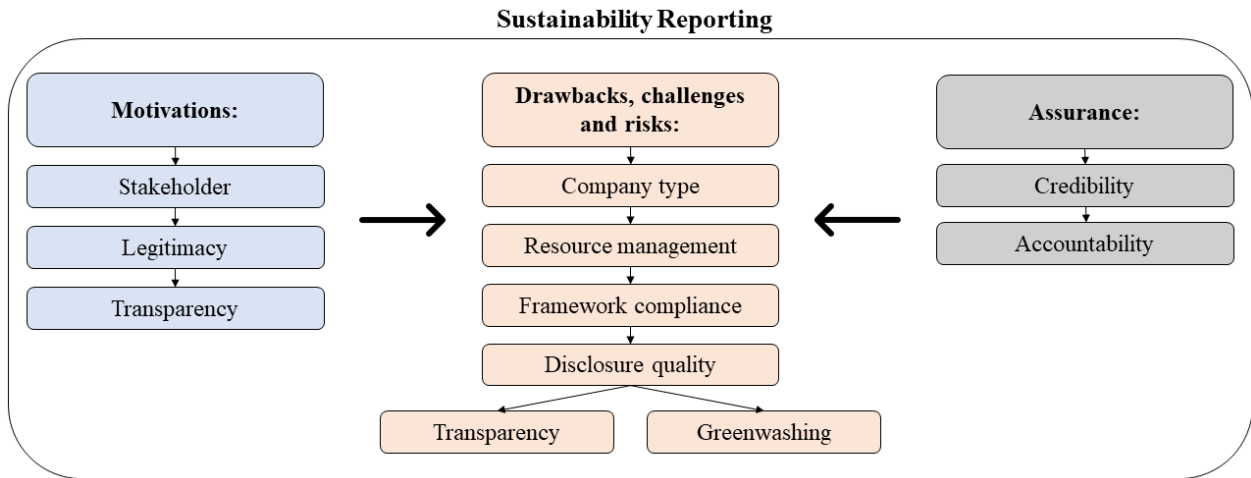 Sustainability Reporting
Motivations:
Stakeholder
Legitimacy
Transparency
Drawbacks, challenges
and risks:
Company type
Resource management
Framework compliance
Disclosure quality
Transparency
Greenwashing
Assurance:
Credibility
Accountability